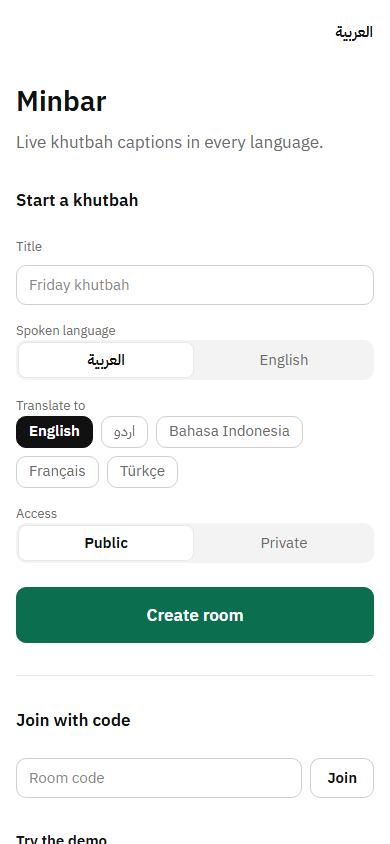 العربية
Minbar
Live khutbah captions in every language.
Start a khutbah
Title
Friday khutbah
Spoken language
العربية English
Translate to
English اردو Bahasa Indonesia
Français Türkçe
Access
Public Private
Create room
Join with code
Room code Join
Try the demo